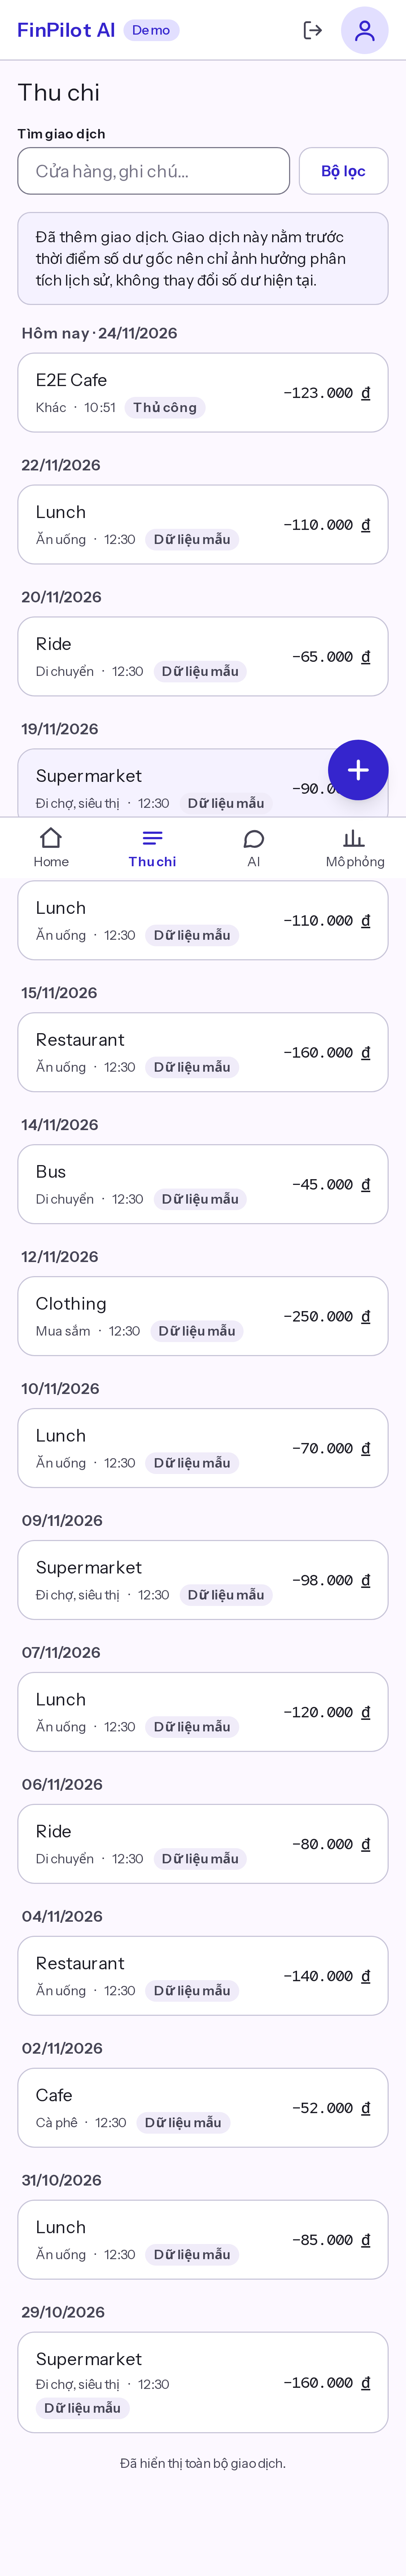 FinPilot AI Demo
Thu chi
Tìm giao dịch
Cửa hàng, ghi chú...
Bộ lọc
Đã thêm giao dịch. Giao dịch này nằm trước
thời điểm số dư gốc nên chỉ ảnh hưởng phân
tích lịch sử, không thay đổi số dư hiện tại.
Hôm nay · 24/11/2026
E2E Cafe
Khác · 10:51 Thủ công
−123.000 ₫
22/11/2026
Lunch
Ăn uống · 12:30 Dữ liệu mẫu
−110.000 ₫
20/11/2026
Ride
Di chuyển · 12:30 Dữ liệu mẫu
−65.000 ₫
19/11/2026
Supermarket
Đi chợ, siêu thị · 12:30 Dữ liệu mẫu
−90.0
Home
Thu chi
AI
Mô phỏng
Lunch
Ăn uống · 12:30 Dữ liệu mẫu
−110.000 ₫
15/11/2026
Restaurant
Ăn uống · 12:30 Dữ liệu mẫu
−160.000 ₫
14/11/2026
Bus
Di chuyển · 12:30 Dữ liệu mẫu
−45.000 ₫
12/11/2026
Clothing
Mua sắm · 12:30 Dữ liệu mẫu
−250.000 ₫
10/11/2026
Lunch
Ăn uống · 12:30 Dữ liệu mẫu
−70.000 ₫
09/11/2026
Supermarket
Đi chợ, siêu thị · 12:30 Dữ liệu mẫu
−98.000 ₫
07/11/2026
Lunch
Ăn uống · 12:30 Dữ liệu mẫu
−120.000 ₫
06/11/2026
Ride
Di chuyển · 12:30 Dữ liệu mẫu
−80.000 ₫
04/11/2026
Restaurant
Ăn uống · 12:30 Dữ liệu mẫu
−140.000 ₫
02/11/2026
Cafe
Cà phê · 12:30 Dữ liệu mẫu
−52.000 ₫
31/10/2026
Lunch
Ăn uống · 12:30 Dữ liệu mẫu
−85.000 ₫
29/10/2026
Supermarket
Đi chợ, siêu thị · 12:30
Dữ liệu mẫu
−160.000 ₫
Đã hiển thị toàn bộ giao dịch.